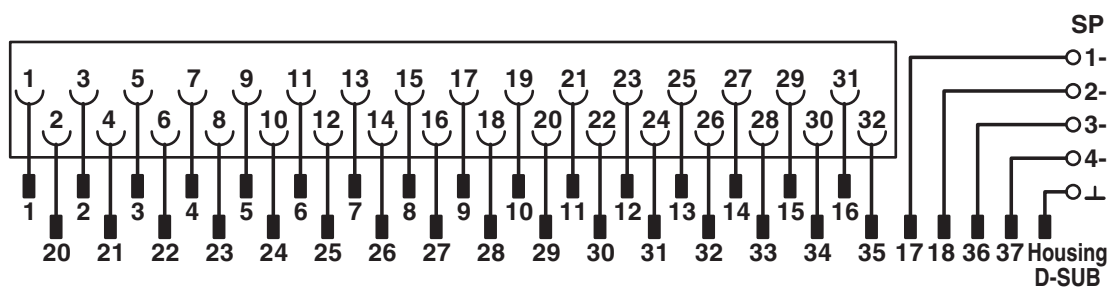 SP
1-
1 3 5 7 9 11 13 15 17 19 21 23 25 27 29 31
2-
2 4 6 8 10 12 14 16 18 20 22 24 26 28 30 32
3-
4-
⊥
1 2 3 4 5 6 7 8 9 10 11 12 13 14 15 16
20 21 22 23 24 25 26 27 28 29 30 31 32 33 34 35 17 18 36 37 Housing
D-SUB